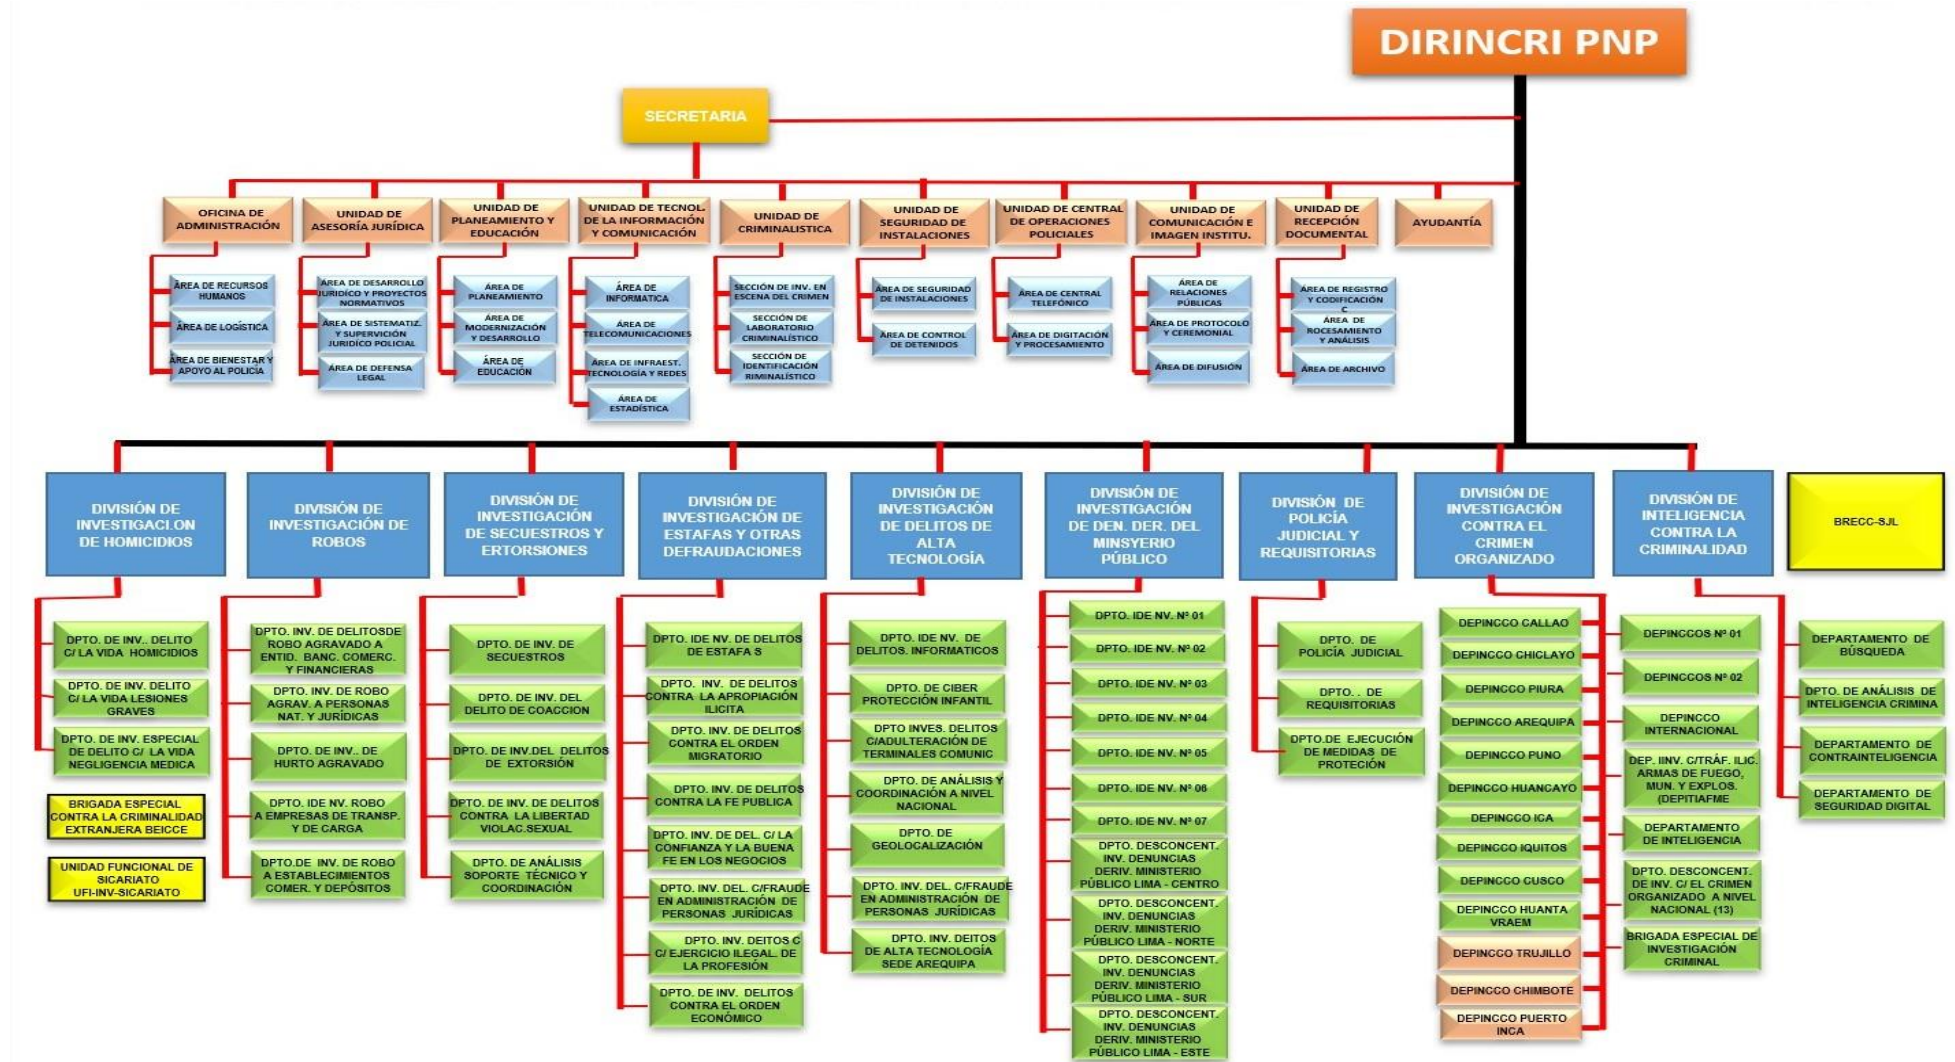 DIRINCRI PNP
SECRETARIA
OFICINA DE
ADMINISTRACIÓN
UNIDAD DE
ASESORÍA JURÍDICA
UNIDAD DE
PLANEAMIENTO Y
EDUCACIÓN
UNIDAD DE TECNOL.
DE LA INFORMACIÓN
Y COMUNICACIÓN
UNIDAD DE
CRIMINALISTICA
UNIDAD DE
SEGURIDAD DE
INSTALACIONES
UNIDAD DE CENTRAL
DE OPERACIONES
POLICIALES
UNIDAD DE
COMUNICACIÓN E
IMAGEN INSTITU.
UNIDAD DE
RECEPCIÓN
DOCUMENTAL
AYUDANTÍA
ÁREA DE RECURSOS
HUMANOS
ÁREA DE LOGÍSTICA
ÁREA DE BIENESTAR Y
APOYO AL POLICÍA
ÁREA DE DESARROLLO
JURIDÍCO Y PROYECTOS
NORMATIVOS
ÁREA DE SISTEMATIZ.
Y SUPERVISIÓN
JURIDÍCO POLICIAL
ÁREA DE DEFENSA
LEGAL
ÁREA DE
PLANEAMIENTO
ÁREA DE
MODERNIZACIÓN
Y DESARROLLO
ÁREA DE
EDUCACIÓN
ÁREA DE
INFORMATICA
ÁREA DE
TELECOMUNICACIONES
ÁREA DE INFRAEST.
TECNOLOGÍA Y REDES
ÁREA DE
ESTADÍSTICA
SECCIÓN DE INV. EN
ESCENA DEL CRIMEN
SECCIÓN DE
LABORATORIO
CRIMINALÍSTICO
SECCIÓN DE
IDENTIFICACIÓN
RIMINALÍSTICO
ÁREA DE SEGURIDAD
DE INSTALACIONES
ÁREA DE CONTROL
DE DETENIDOS
ÁREA DE CENTRAL
TELEFÓNICO
ÁREA DE DIGITACIÓN
Y PROCESAMIENTO
ÁREA DE
RELACIONES
PÚBLICAS
ÁREA DE PROTOCOLO
Y CEREMONIAL
ÁREA DE DIFUSIÓN
ÁREA DE REGISTRO
Y CODIFICACIÓN
C
ÁREA DE
ROCESAMIENTO
Y ANÁLISIS
ÁREA DE ARCHIVO
DIVISIÓN DE
INVESTIGACI.ON
DE HOMICIDIOS
DPTO. DE INV.. DELITO
C/ LA VIDA HOMICIDIOS
DPTO. DE INV. DELITO
C/ LA VIDA LESIONES
GRAVES
DPTO. DE INV. ESPECIAL
DE DELITO C/ LA VIDA
NEGLIGENCIA MEDICA
BRIGADA ESPECIAL
CONTRA LA CRIMINALIDAD
EXTRANJERA BEICCE
UNIDAD FUNCIONAL DE
SICARIATO
UFI-INV-SICARIATO
DIVISIÓN DE
INVESTIGACIÓN DE
ROBOS
DPTO. INV. DE DELITOSDE
ROBO AGRAVADO A
ENTID. BANC. COMERC.
Y FINANCIERAS
DPTO. INV. DE ROBO
AGRAV. A PERSONAS
NAT. Y JURÍDICAS
DPTO. DE INV.. DE
HURTO AGRAVADO
DPTO. IDE NV. ROBO
A EMPRESAS DE TRANSP.
Y DE CARGA
DPTO.DE INV. DE ROBO
A ESTABLECIMIENTOS
COMER. Y DEPÓSITOS
DIVISIÓN DE
INVESTIGACIÓN
DE SECUESTROS Y
ERTORSIONES
DPTO. DE INV. DE
SECUESTROS
DPTO. DE INV. DEL
DELITO DE COACCION
DPTO. DE INV.DEL DELITOS
DE EXTORSIÓN
DPTO. DE INV. DE DELITOS
CONTRA LA LIBERTAD
VIOLAC.SEXUAL
DPTO. DE ANÁLISIS
SOPORTE TÉCNICO Y
COORDINACIÓN
DIVISIÓN DE
INVESTIGACIÓN DE
ESTAFAS Y OTRAS
DEFRAUDACIONES
DPTO. IDE NV. DE DELITOS
DE ESTAFA S
DPTO. INV. DE DELITOS
CONTRA LA APROPIACIÓN
ILICITA
DPTO. INV. DE DELITOS
CONTRA EL ORDEN
MIGRATORIO
DPTO. INV. DE DELITOS
CONTRA LA FE PUBLICA
DPTO. INV. DE DEL. C/ LA
CONFIANZA Y LA BUENA
FE EN LOS NEGOCIOS
DPTO. INV. DEL. C/FRAUDE
EN ADMINISTRACIÓN DE
PERSONAS JURÍDICAS
DPTO. INV. DEITOS C
C/ EJERCICIO ILEGAL. DE
LA PROFESIÓN
DPTO. DE INV. DELITOS
CONTRA EL ORDEN
ECONÓMICO
DIVISIÓN DE
INVESTIGACIÓN
DE DELITOS DE
ALTA
TECNOLOGÍA
DPTO. IDE NV. DE
DELITOS. INFORMATICOS
DPTO. DE CIBER
PROTECCIÓN INFANTIL
DPTO INVES. DELITOS
C/ADULTERACIÓN DE
TERMINALES COMUNIC
DPTO. DE ANÁLISIS Y
COORDINACIÓN A NIVEL
NACIONAL
DPTO. DE
GEOLOCALIZACIÓN
DPTO. INV. DEL. C/FRAUDE
EN ADMINISTRACIÓN DE
PERSONAS JURÍDICAS
DPTO. INV. DEITOS
DE ALTA TECNOLOGÍA
SEDE AREQUIPA
DIVISIÓN DE
INVESTIGACIÓN
DE DEN. DER. DEL
MINSYERIO
PÚBLICO
DPTO. IDE NV. Nº 01
DPTO. IDE NV. Nº 02
DPTO. IDE NV. Nº 03
DPTO. IDE NV. Nº 04
DPTO. IDE NV. Nº 05
DPTO. IDE NV. Nº 06
DPTO. IDE NV. Nº 07
DPTO. DESCONCENT.
INV. DENUNCIAS
DERIV. MINISTERIO
PÚBLICO LIMA - CENTRO
DPTO. DESCONCENT.
INV. DENUNCIAS
DERIV. MINISTERIO
PÚBLICO LIMA - NORTE
DPTO. DESCONCENT.
INV. DENUNCIAS
DERIV. MINISTERIO
PÚBLICO LIMA - SUR
DPTO. DESCONCENT.
INV. DENUNCIAS
DERIV. MINISTERIO
PÚBLICO LIMA - ESTE
DIVISIÓN DE
POLICÍA
JUDICIAL Y
REQUISITORIAS
DPTO. DE
POLICÍA JUDICIAL
DPTO. . DE
REQUISITORIAS
DPTO.DE EJECUCIÓN
DE MEDIDAS DE
PROTECIÓN
DIVISIÓN DE
INVESTIGACIÓN
CONTRA EL
CRIMEN
ORGANIZADO
DEPINCCO CALLAO
DEPINCCO CHICLAYO
DEPINCCO PIURA
DEPINCCO AREQUIPA
DEPINCCO PUNO
DEPINCCO HUANCAYO
DEPINCCO ICA
DEPINCCO IQUITOS
DEPINCCO CUSCO
DEPINCCO HUANTA
VRAEM
DEPINCCO TRUJILLO
DEPINCCO CHIMBOTE
DEPINCCO PUERTO
INCA
DEPINCCOS Nº 01
DEPINCCOS Nº 02
DEPINCCO
INTERNACIONAL
DEP. IINV. C/TRÁF. ILIC.
ARMAS DE FUEGO,
MUN. Y EXPLOS.
(DEPITIAFME
DEPARTAMENTO
DE INTELIGENCIA
DPTO. DESCONCENT.
DE INV. C/ EL CRIMEN
ORGANIZADO A NIVEL
NACIONAL (13)
BRIGADA ESPECIAL DE
INVESTIGACIÓN
CRIMINAL
DIVISIÓN DE
INTELIGENCIA
CONTRA LA
CRIMINALIDAD
DEPARTAMENTO DE
BÚSQUEDA
DPTO. DE ANÁLISIS DE
INTELIGENCIA CRIMINA
DEPARTAMENTO DE
CONTRAINTELIGENCIA
DEPARTAMENTO DE
SEGURIDAD DIGITAL
BRECC-SJL